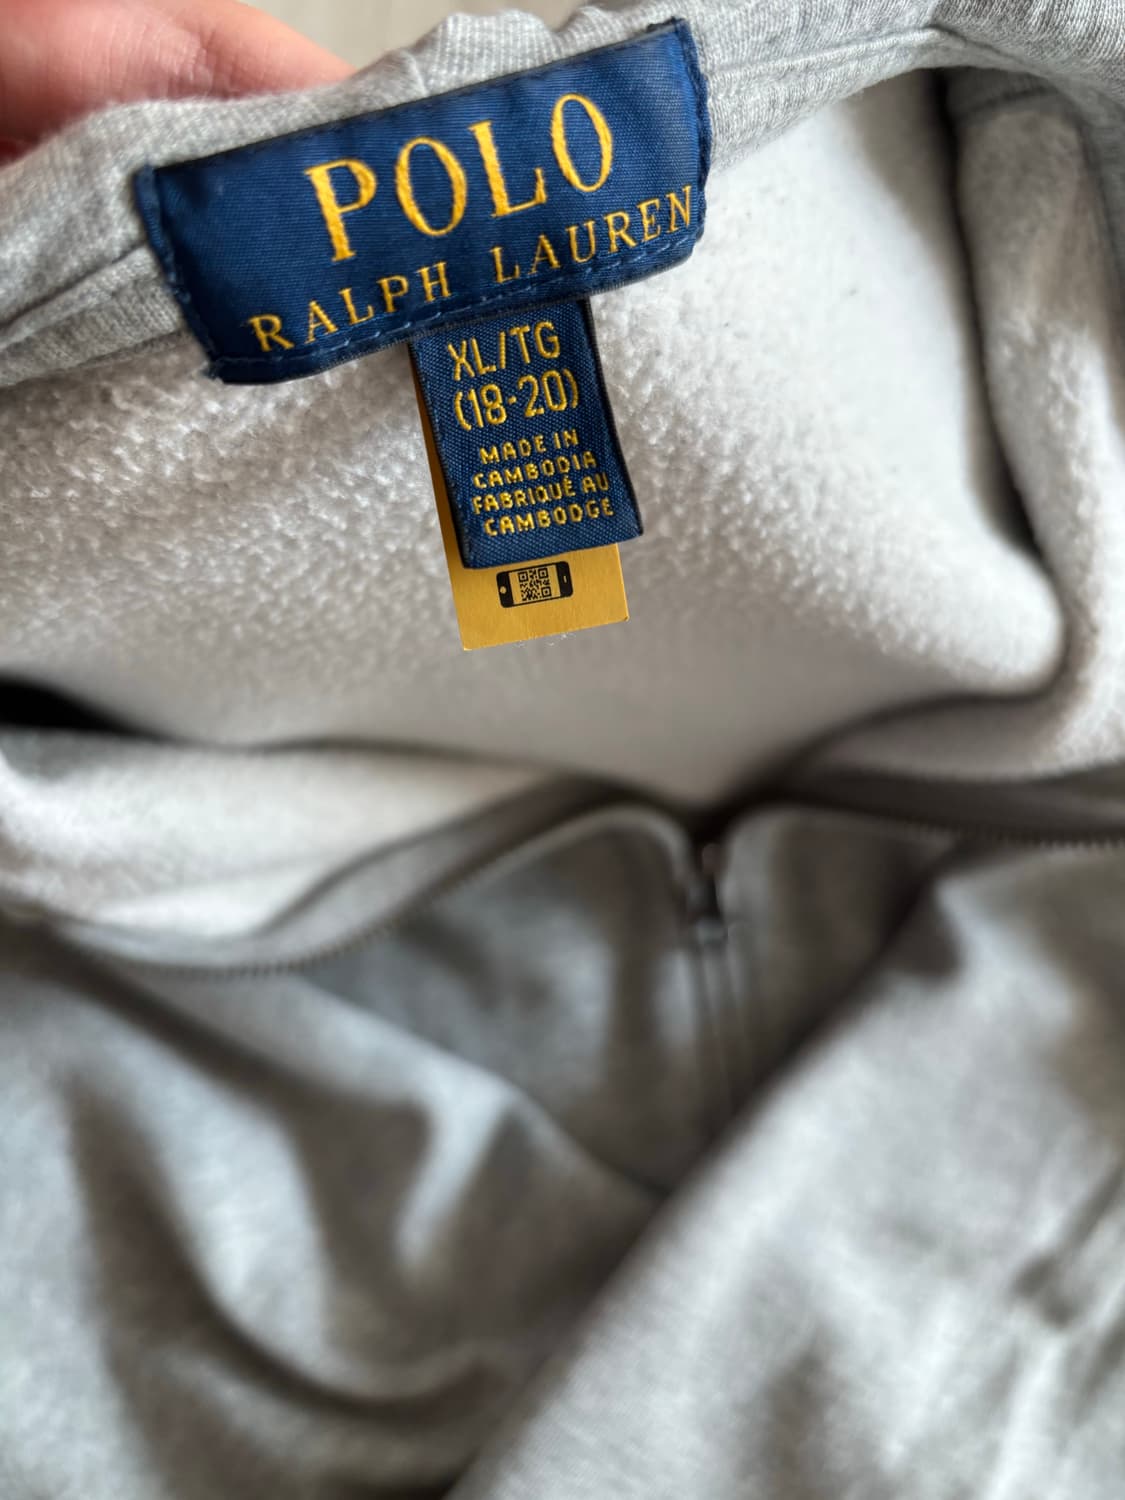 POLO
RALPH LAUREN
XL/TG
(18-20)
MADE IN
CAMBODIA
FABRIQUÉ AU
CAMBODGE